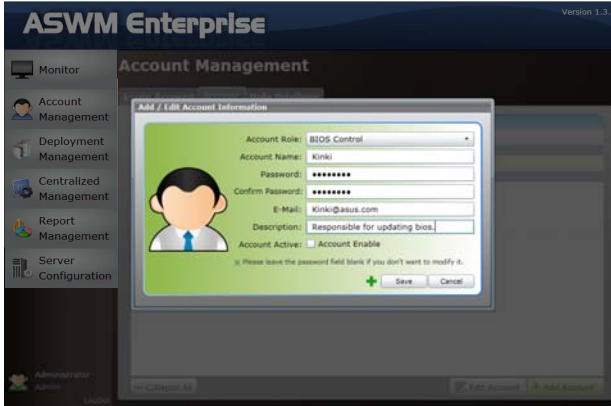 ASWM Enterprise
Version 1.3.
Monitor
Account Management
Account
Management
Deployment
Management
Centralized
Management
Report
Management
Server
Configuration
Add / Edit Account Information
Account Role: BIOS Control
Account Name: Kinki
Password: ••••••••
Confirm Password: ••••••••
E-Mail: Kinki@asus.com
Description: Responsible for updating bios.
Account Active: Account Enable
※ Please leave the password field blank if you don't want to modify it.
Save Cancel
Administrator
Admin
Logout
Collapse All
Edit Account
Add Account